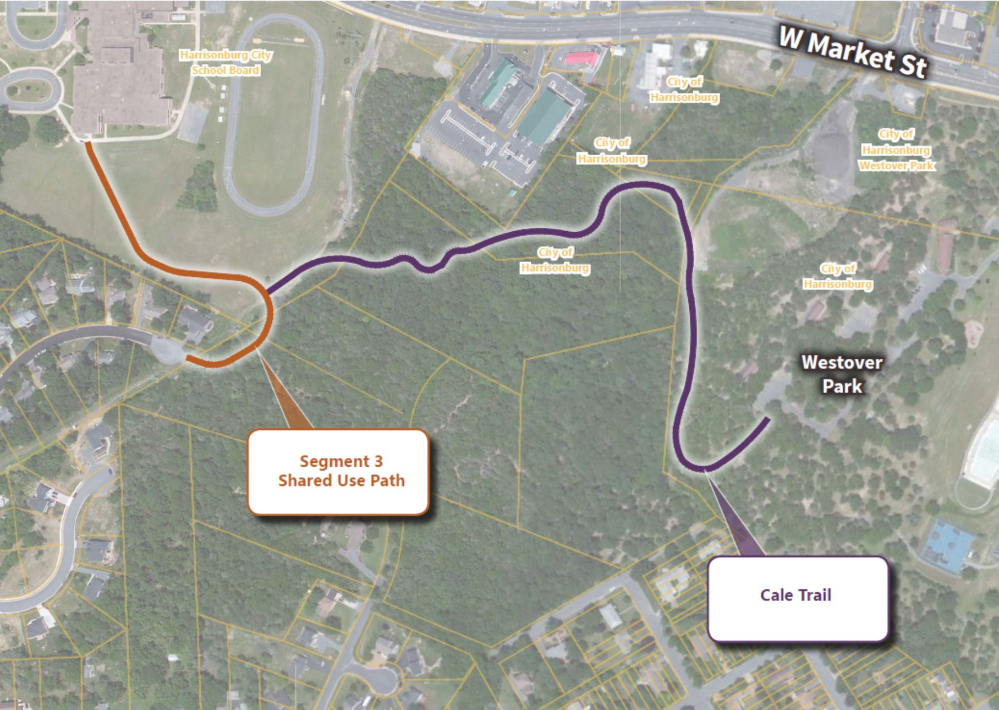 W Market St
Harrisonburg City
School Board
City of
Harrisonburg
City of
Harrisonburg
City of
Harrisonburg
Westover Park
City of
Harrisonburg
City of
Harrisonburg
Westover
Park
Segment 3
Shared Use Path
Cale Trail